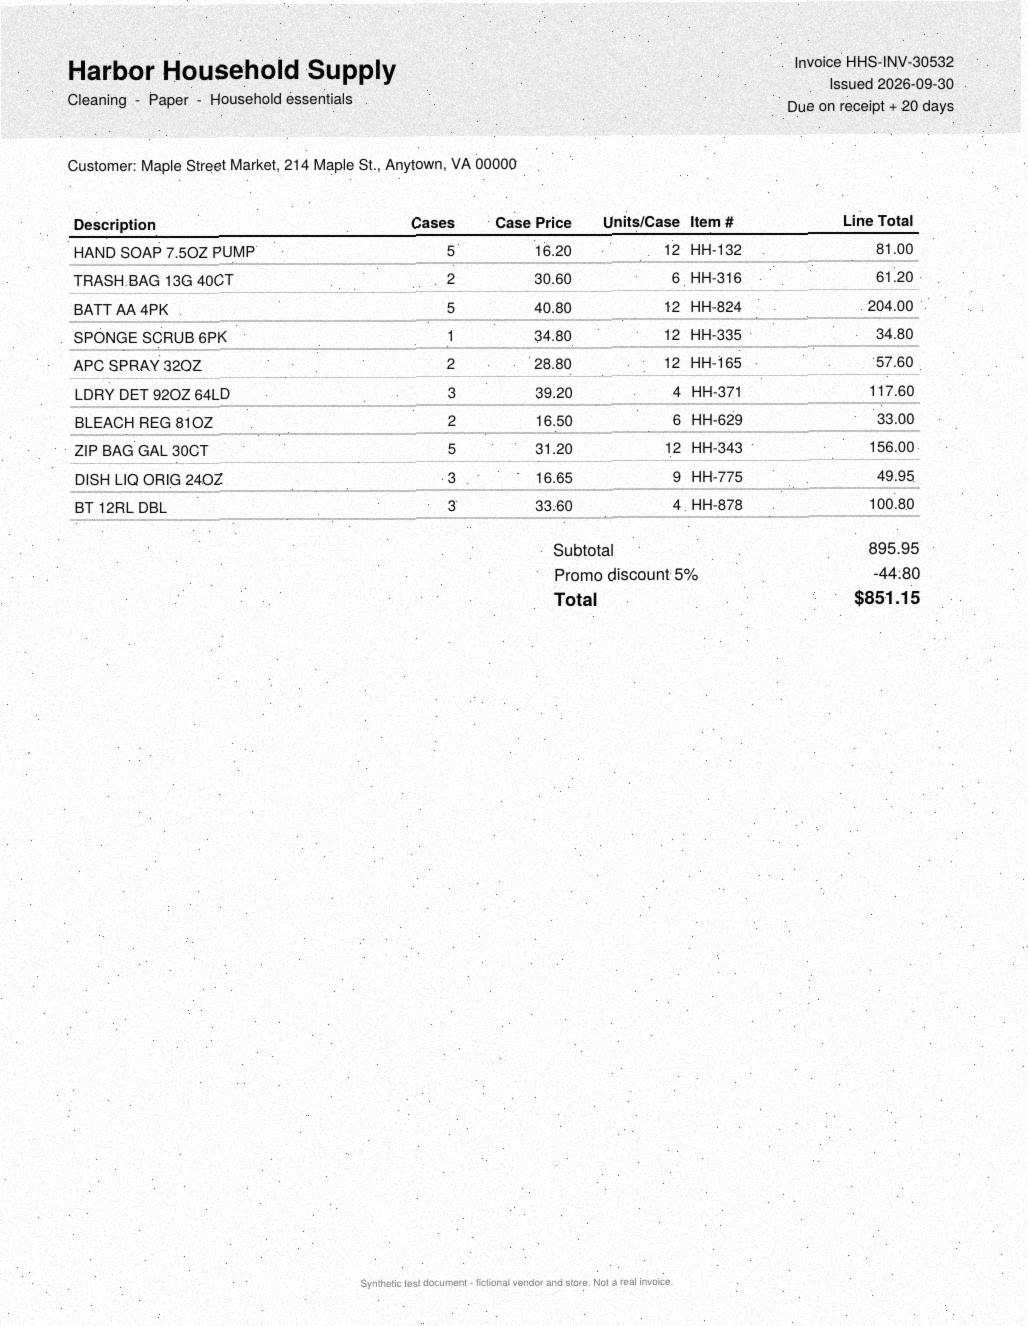 Harbor Household Supply
Cleaning - Paper - Household essentials
Invoice HHS-INV-30532
Issued 2026-09-30
Due on receipt + 20 days
Customer: Maple Street Market, 214 Maple St., Anytown, VA 00000
Description Cases Case Price Units/Case Item # Line Total
HAND SOAP 7.5OZ PUMP 5 16.20 12 HH-132 81.00
TRASH BAG 13G 40CT 2 30.60 6 HH-316 61.20
BATT AA 4PK 5 40.80 12 HH-824 204.00
SPONGE SCRUB 6PK 1 34.80 12 HH-335 34.80
APC SPRAY 32OZ 2 28.80 12 HH-165 57.60
LDRY DET 92OZ 64LD 3 39.20 4 HH-371 117.60
BLEACH REG 81OZ 2 16.50 6 HH-629 33.00
ZIP BAG GAL 30CT 5 31.20 12 HH-343 156.00
DISH LIQ ORIG 24OZ 3 16.65 9 HH-775 49.95
BT 12RL DBL 3 33.60 4 HH-878 100.80
Subtotal 895.95
Promo discount 5% -44.80
Total $851.15
Synthetic test document - fictional vendor and store. Not a real invoice.